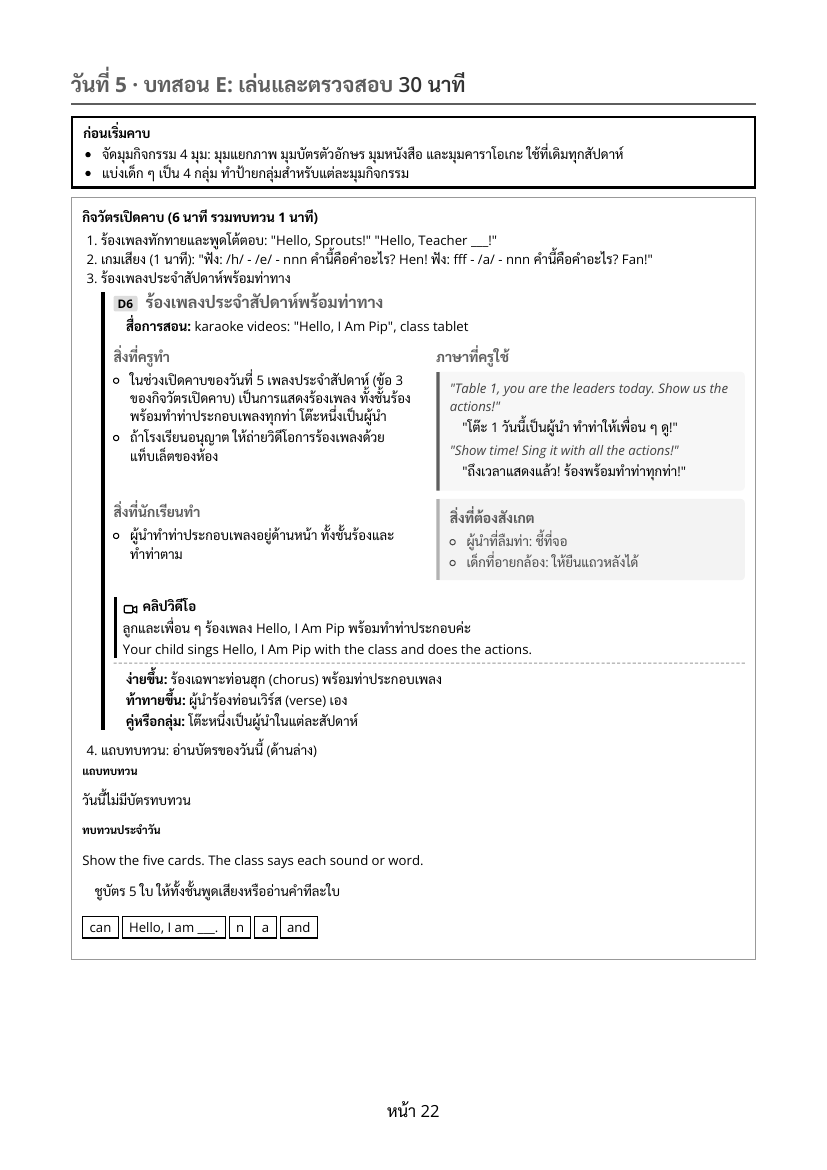 วันที่ 5 · บทสอน E: เล่นและตรวจสอบ 30 นาที
ก่อนเริ่มคาบ
• จัดมุมกิจกรรม 4 มุม: มุมแยกภาพ มุมบัตรตัวอักษร มุมหนังสือ และมุมคาราโอเกะ ใช้ที่เดิมทุกสัปดาห์
• แบ่งเด็ก ๆ เป็น 4 กลุ่ม ทำป้ายกลุ่มสำหรับแต่ละมุมกิจกรรม
กิจวัตรเปิดคาบ (6 นาที รวมทบทวน 1 นาที)
1. ร้องเพลงทักทายและพูดโต้ตอบ: "Hello, Sprouts!" "Hello, Teacher ___!"
2. เกมเสียง (1 นาที): "ฟัง: /h/ - /e/ - nnn คำนี้คือคำอะไร? Hen! ฟัง: fff - /a/ - nnn คำนี้คือคำอะไร? Fan!"
3. ร้องเพลงประจำสัปดาห์พร้อมท่าทาง
D6 ร้องเพลงประจำสัปดาห์พร้อมท่าทาง
สื่อการสอน: karaoke videos: "Hello, I Am Pip", class tablet
สิ่งที่ครูทำ
ในช่วงเปิดคาบของวันที่ 5 เพลงประจำสัปดาห์ (ข้อ 3
ของกิจวัตรเปิดคาบ) เป็นการแสดงร้องเพลง ทั้งชั้นร้อง
พร้อมทำท่าประกอบเพลงทุกท่า โต๊ะหนึ่งเป็นผู้นำ
ถ้าโรงเรียนอนุญาต ให้ถ่ายวิดีโอการร้องเพลงด้วย
แท็บเล็ตของห้อง
ภาษาที่ครูใช้
"Table 1, you are the leaders today. Show us the
actions!"
"โต๊ะ 1 วันนี้เป็นผู้นำ ทำท่าให้เพื่อน ๆ ดู!"
"Show time! Sing it with all the actions!"
"ถึงเวลาแสดงแล้ว! ร้องพร้อมทำท่าทุกท่า!"
สิ่งที่นักเรียนทำ
ผู้นำทำท่าประกอบเพลงอยู่ด้านหน้า ทั้งชั้นร้องและ
ทำท่าตาม
สิ่งที่ต้องสังเกต
ผู้นำที่ลืมท่า: ชี้ที่จอ
เด็กที่อายกล้อง: ให้ยืนแถวหลังได้
คลิปวิดีโอ
ลูกและเพื่อน ๆ ร้องเพลง Hello, I Am Pip พร้อมทำท่าประกอบค่ะ
Your child sings Hello, I Am Pip with the class and does the actions.
ง่ายขึ้น: ร้องเฉพาะท่อนฮุก (chorus) พร้อมท่าประกอบเพลง
ท้าทายขึ้น: ผู้นำร้องท่อนเวิร์ส (verse) เอง
คู่หรือกลุ่ม: โต๊ะหนึ่งเป็นผู้นำในแต่ละสัปดาห์
4. แถบทบทวน: อ่านบัตรของวันนี้ (ด้านล่าง)
แถบทบทวน
วันนี้ไม่มีบัตรทบทวน
ทบทวนประจำวัน
Show the five cards. The class says each sound or word.
ชูบัตร 5 ใบ ให้ทั้งชั้นพูดเสียงหรืออ่านคำทีละใบ
can Hello, I am ___. n a and
หน้า 22